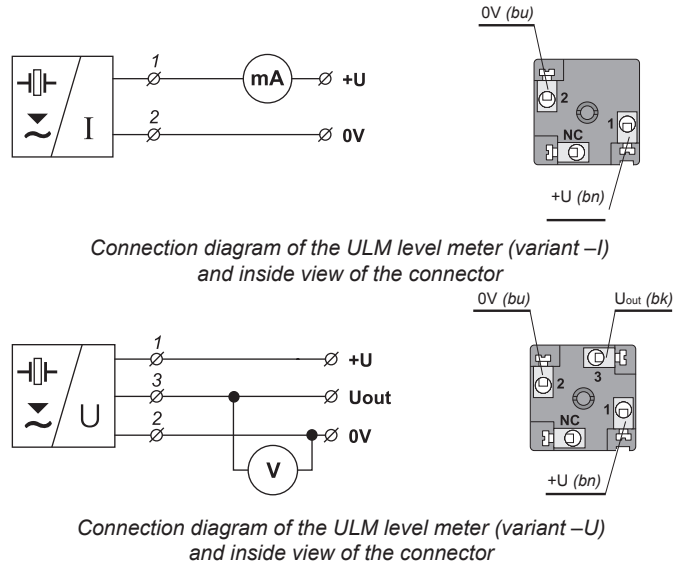 0V (bu)
1
mA
+U
2
I
0V
2
1
NC
+U (bn)
Connection diagram of the ULM level meter (variant –I)
and inside view of the connector
0V (bu)
Uout (bk)
1
+U
3
Uout
U
2
0V
V
3
2
1
NC
+U (bn)
Connection diagram of the ULM level meter (variant –U)
and inside view of the connector